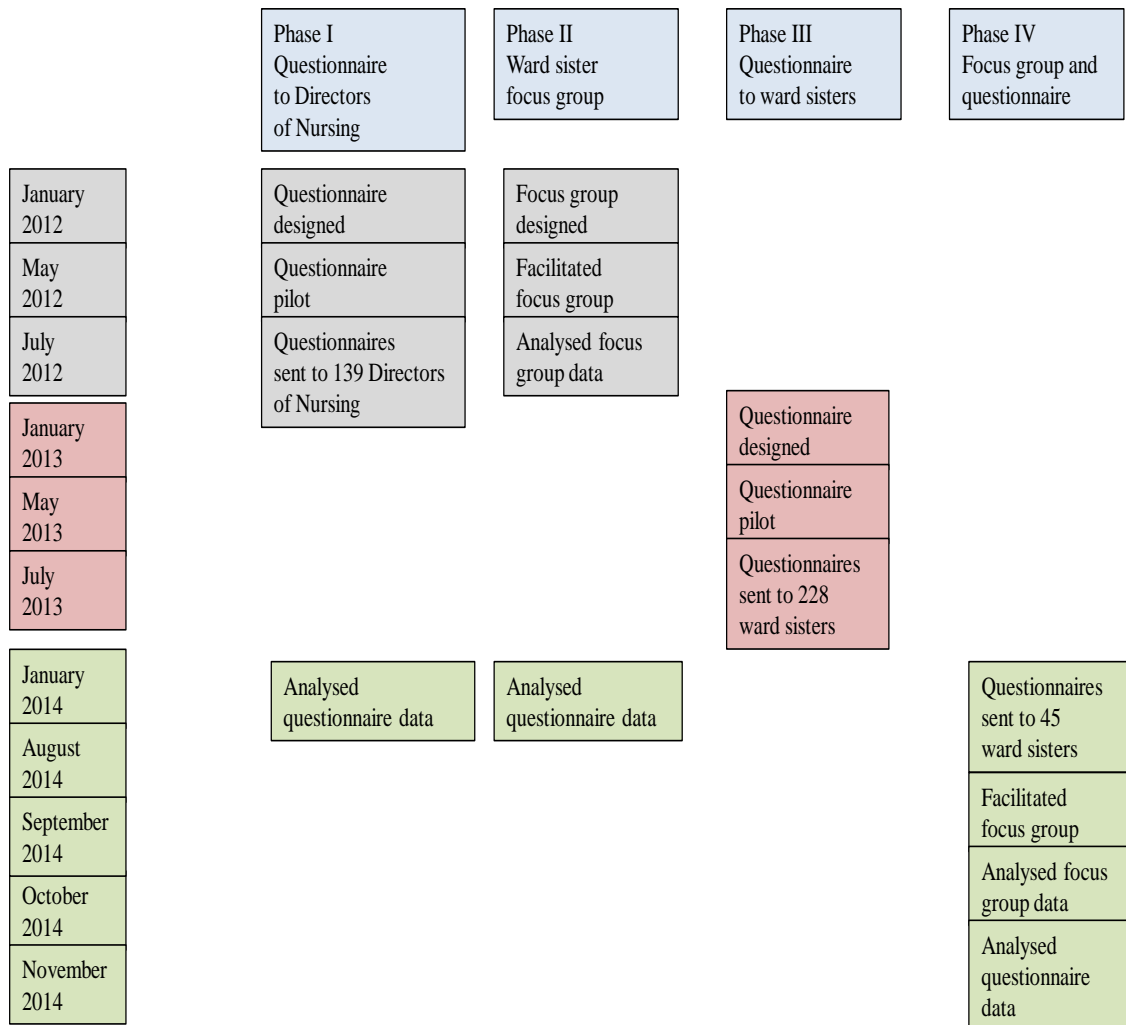 Phase I
Questionnaire
to Directors
of Nursing
Phase II
Ward sister
focus group
Phase III
Questionnaire
to ward sisters
Phase IV
Focus group and
questionnaire
January
2012
Questionnaire
designed
Focus group
designed
May
2012
Questionnaire
pilot
Facilitated
focus group
July
2012
Questionnaires
sent to 139 Directors
of Nursing
Analysed focus
group data
January
2013
Questionnaire
designed
May
2013
Questionnaire
pilot
July
2013
Questionnaires
sent to 228
ward sisters
January
2014
Analysed
questionnaire data
Analysed
questionnaire data
Questionnaires
sent to 45
ward sisters
August
2014
Facilitated
focus group
September
2014
Analysed focus
group data
October
2014
Analysed
questionnaire
data
November
2014